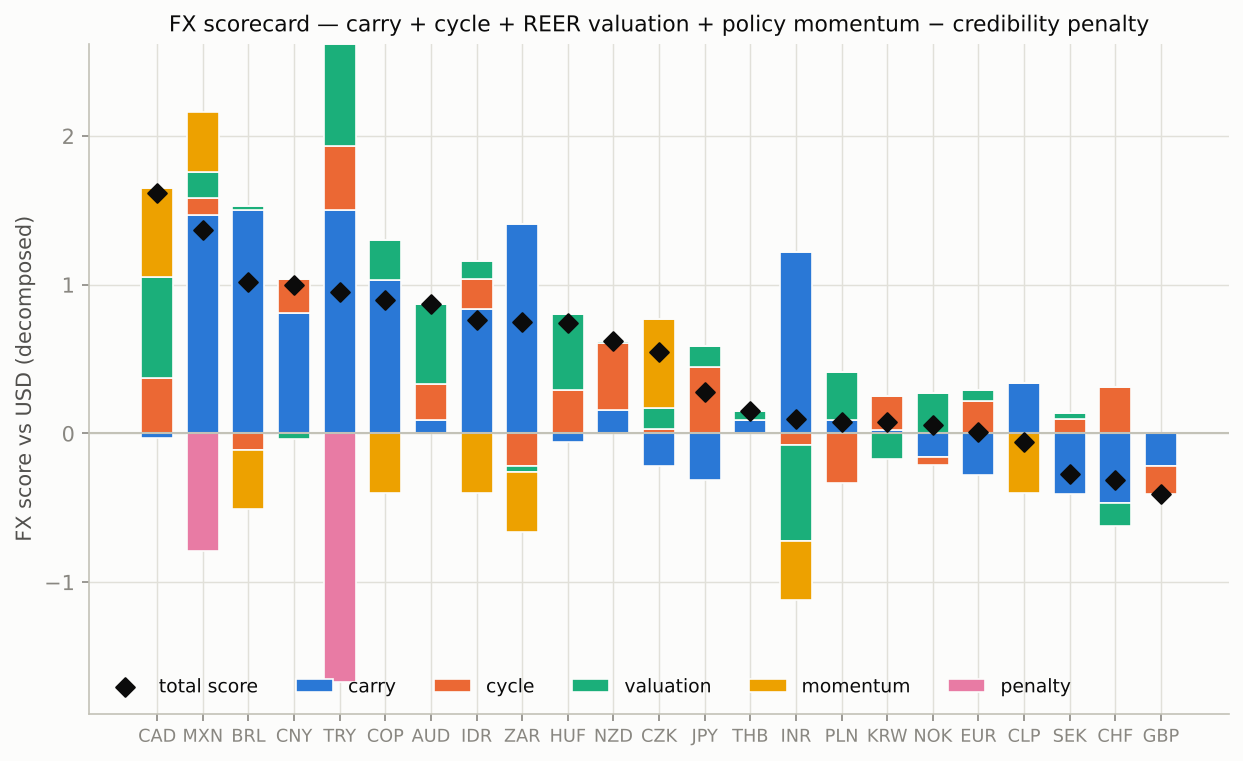 FX scorecard — carry + cycle + REER valuation + policy momentum − credibility penalty
FX score vs USD (decomposed)
2
1
0
−1
total score carry cycle valuation momentum penalty
CAD MXN BRL CNY TRY COP AUD IDR ZAR HUF NZD CZK JPY THB INR PLN KRW NOK EUR CLP SEK CHF GBP